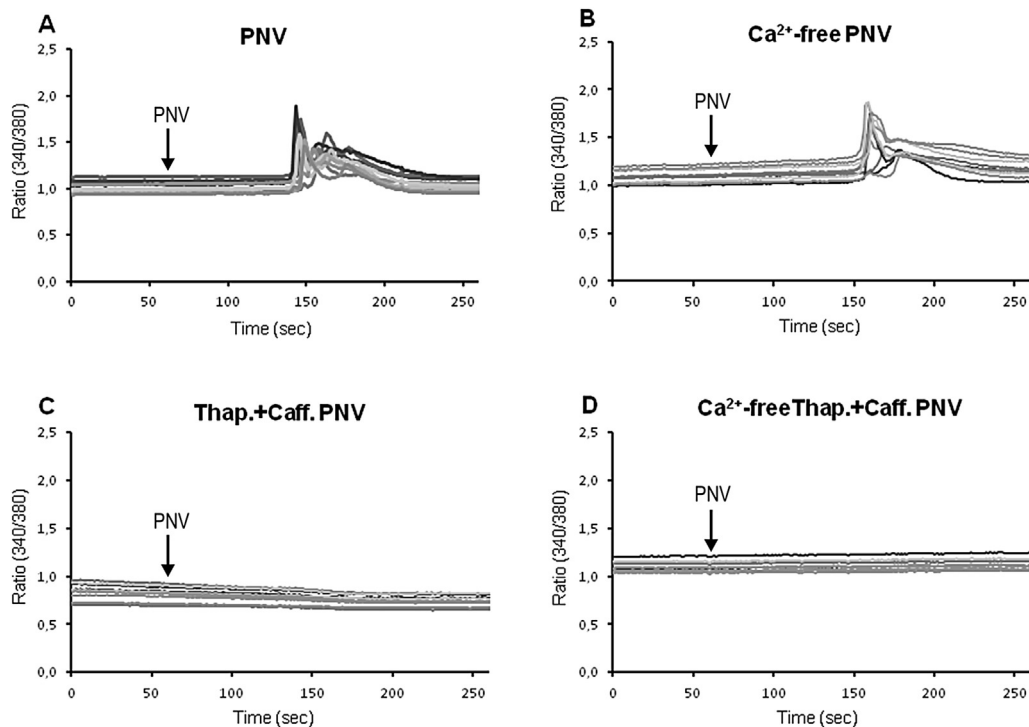 A
PNV
2,5
2,0
1,5
1,0
0,5
0,0
Ratio (340/380)
PNV
0 50 100 150 200 250
Time (sec)
B
Ca²⁺-free PNV
2,5
2,0
1,5
1,0
0,5
0,0
Ratio (340/380)
PNV
0 50 100 150 200 250
Time (sec)
C
Thap.+Caff. PNV
2,5
2,0
1,5
1,0
0,5
0,0
Ratio (340/380)
PNV
0 50 100 150 200 250
Time (sec)
D
Ca²⁺-free Thap.+Caff. PNV
2,5
2,0
1,5
1,0
0,5
0,0
Ratio (340/380)
PNV
0 50 100 150 200 250
Time (sec)